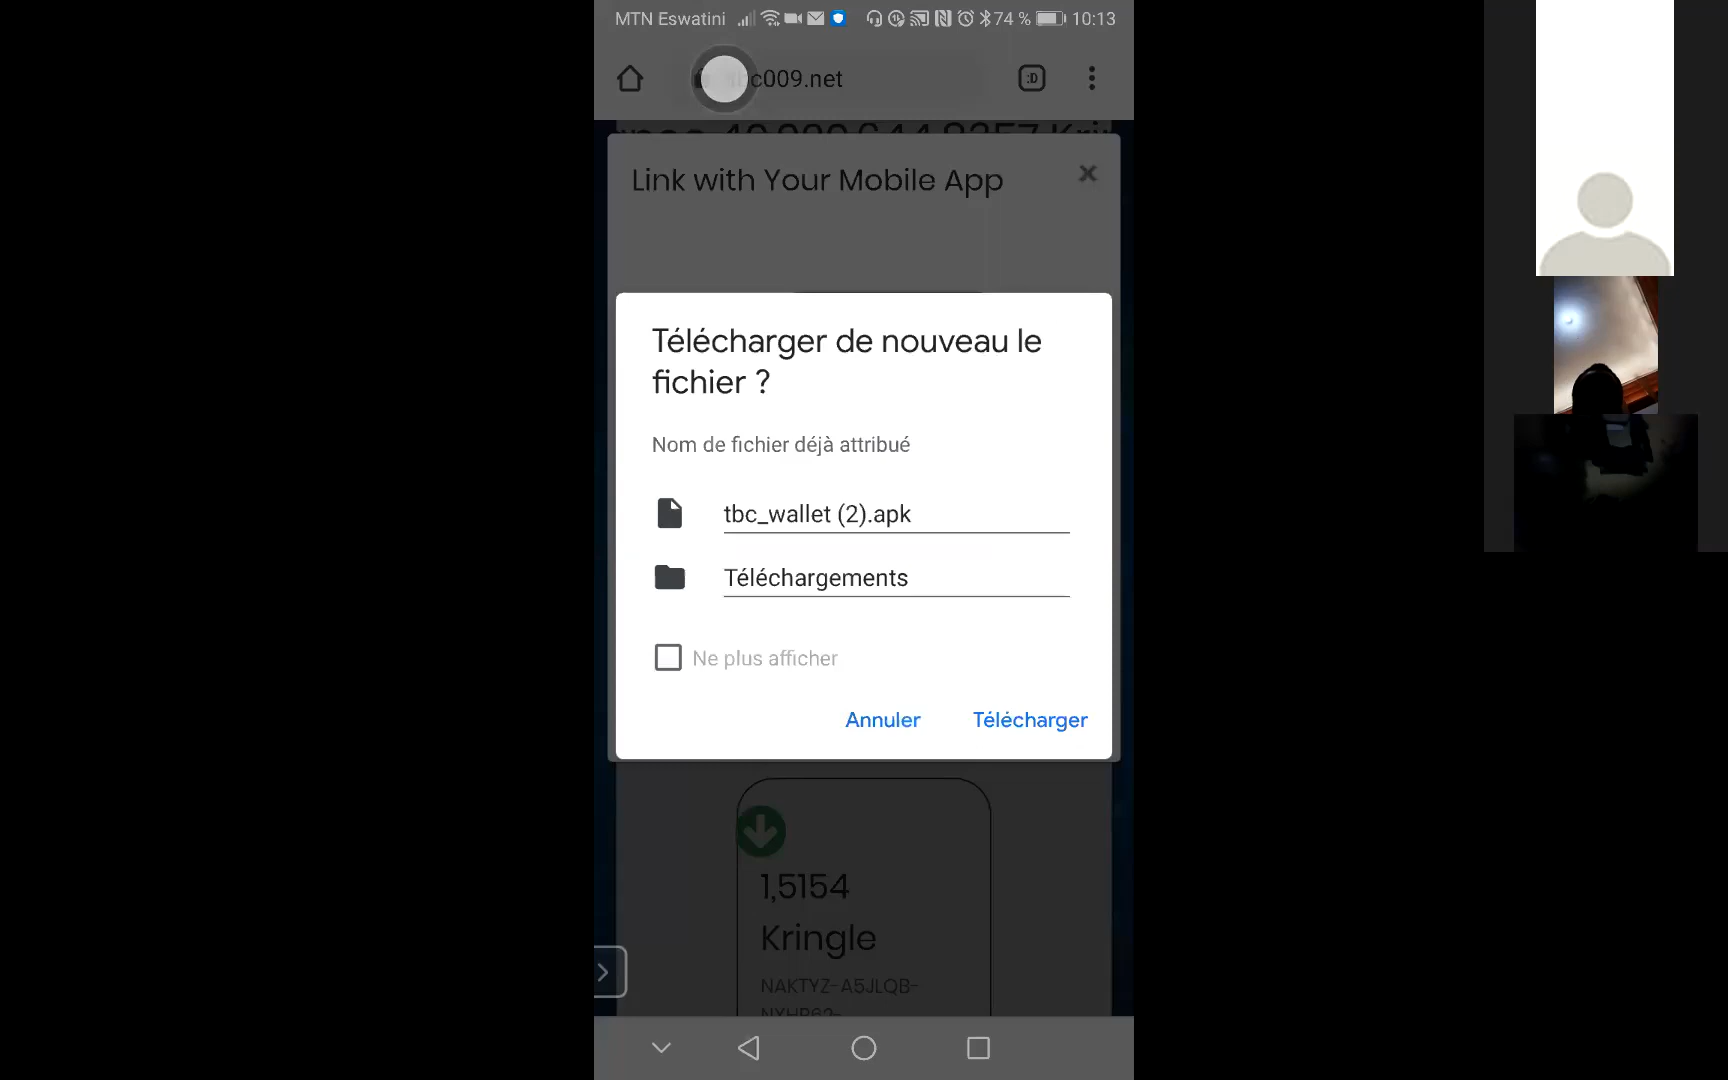 MTN Eswatini 74 % 10:13
c009.net :D
Link with Your Mobile App
Télécharger de nouveau le
fichier ?
Nom de fichier déjà attribué
tbc_wallet (2).apk
Téléchargements
Ne plus afficher
Annuler Télécharger
1,5154
Kringle
NAKTYZ-A5JLQB-